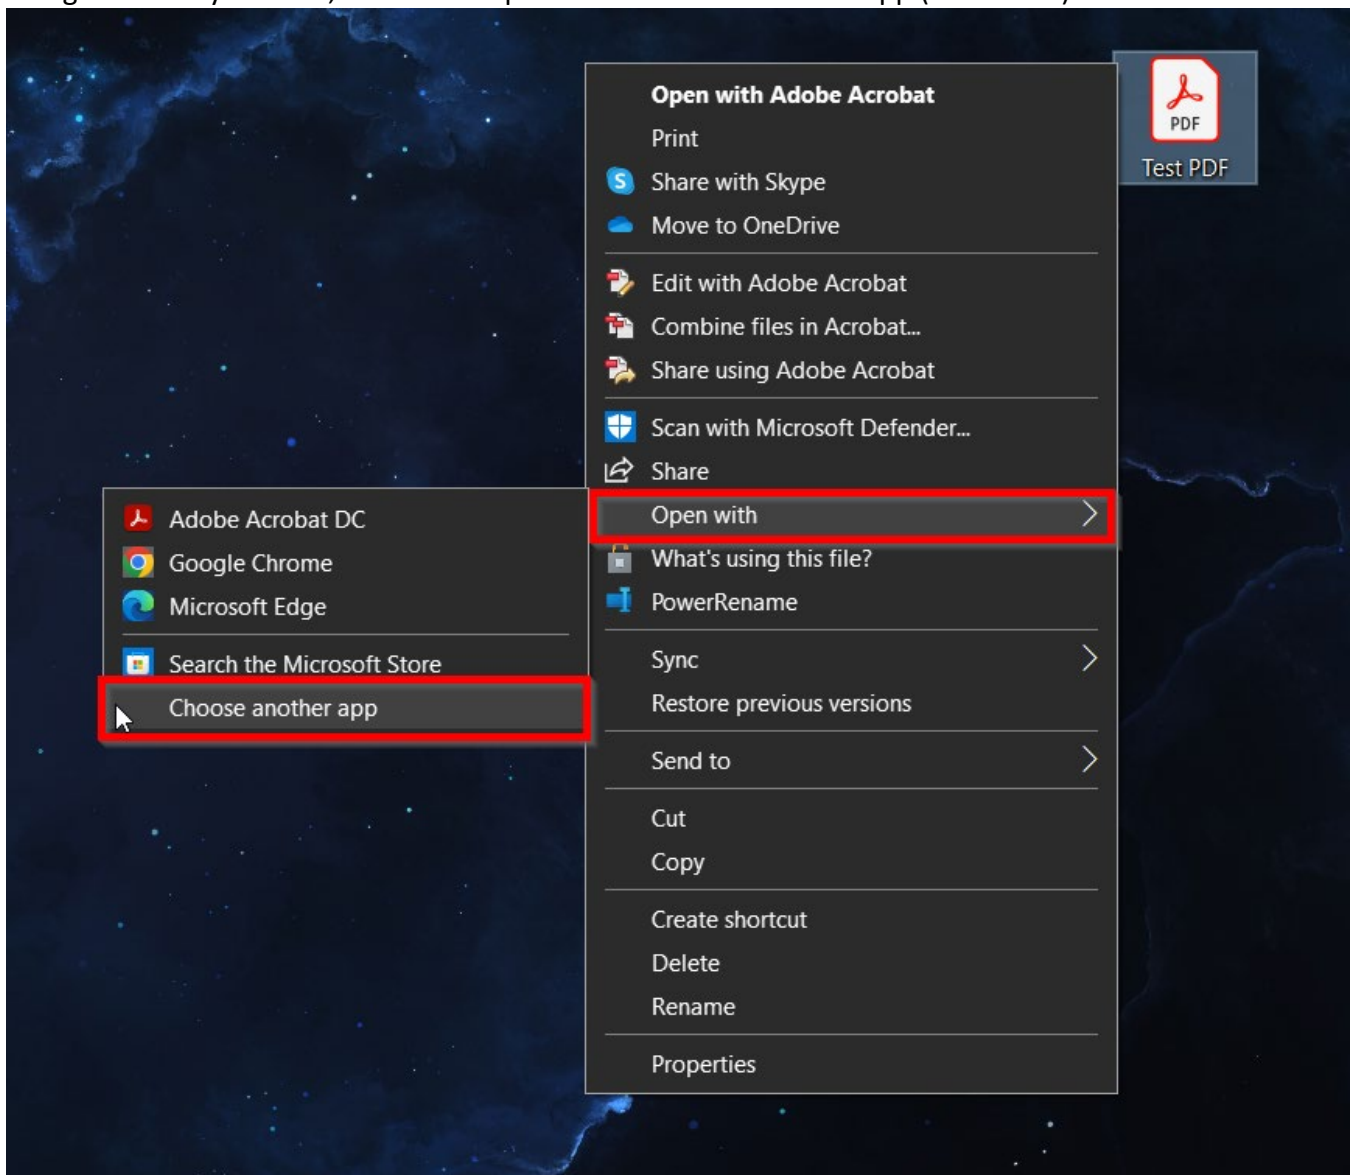 Open with Adobe Acrobat
Print
Share with Skype
Move to OneDrive
Edit with Adobe Acrobat
Combine files in Acrobat...
Share using Adobe Acrobat
Scan with Microsoft Defender...
Share
Open with
What's using this file?
PowerRename
Sync
Restore previous versions
Send to
Cut
Copy
Create shortcut
Delete
Rename
Properties
Adobe Acrobat DC
Google Chrome
Microsoft Edge
Search the Microsoft Store
Choose another app
PDF
Test PDF